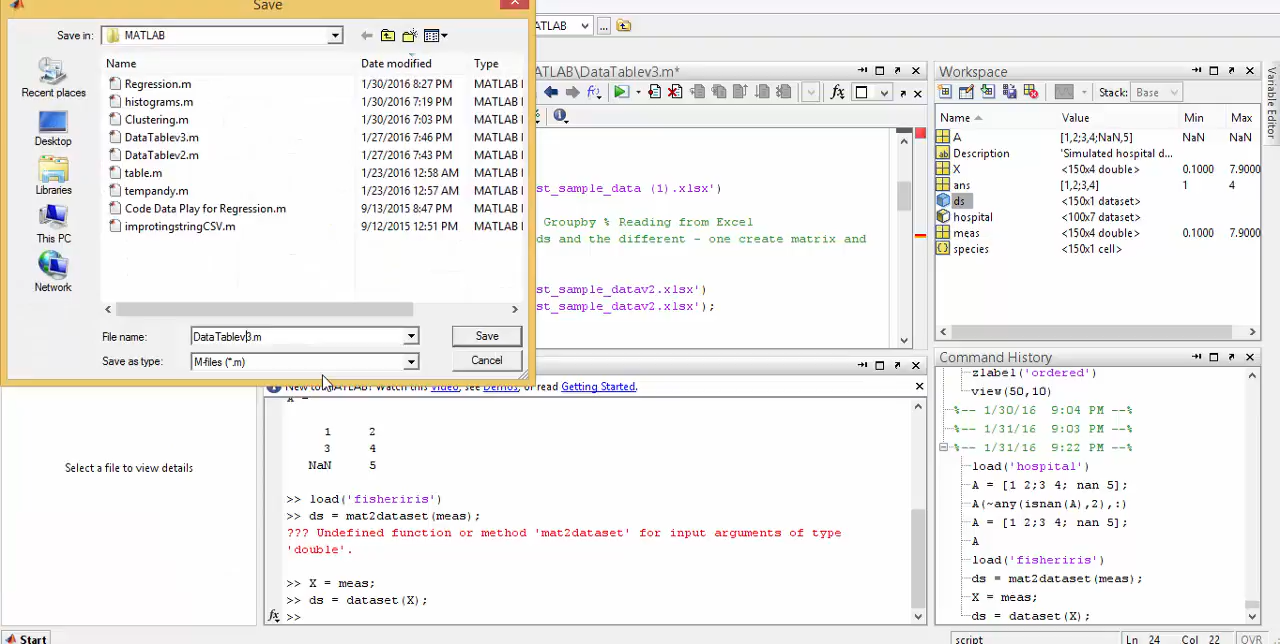 Save
Save in:
MATLAB
Name
Date modified
Type
Regression.m 1/30/2016 8:27 PM MATLAB
histograms.m 1/30/2016 7:19 PM MATLAB
Clustering.m 1/30/2016 7:03 PM MATLAB
DataTablev3.m 1/27/2016 7:46 PM MATLAB
DataTablev2.m 1/27/2016 7:43 PM MATLAB
table.m 1/23/2016 12:58 AM MATLAB
tempandy.m 1/23/2016 12:57 AM MATLAB
Code Data Play for Regression.m 9/13/2015 8:47 PM MATLAB
improtingstringCSV.m 9/12/2015 12:51 PM MATLAB
Recent places
Desktop
Libraries
This PC
Network
File name: DataTablev3.m
Save
Save as type: M-files (*.m)
Cancel
ATLAB
...
ATLAB\DataTablev3.m*
st_sample_data (1).xlsx')
Groupby % Reading from Excel
ds and the different - one create matrix and
st_sample_datav2.xlsx')
st_sample_datav2.xlsx');
Workspace
Stack: Base
Name Value Min Max
A [1,2;3,4;NaN,5] NaN NaN
Description 'Simulated hospital d...
X <150x4 double> 0.1000 7.9000
ans [1,2;3,4] 1 4
ds <150x1 dataset>
hospital <100x7 dataset>
meas <150x4 double> 0.1000 7.9000
species <150x1 cell>
Variable Editor
New to MATLAB? Watch this Video, see Demos, or read Getting Started.
A =
1 2
3 4
NaN 5
>> load('fisheriris')
>> ds = mat2dataset(meas);
??? Undefined function or method 'mat2dataset' for input arguments of type
'double'.
>> X = meas;
>> ds = dataset(X);
>>
fx
Select a file to view details
Command History
zlabel('ordered')
view(50,10)
%-- 1/30/16 9:04 PM --%
%-- 1/31/16 9:03 PM --%
%-- 1/31/16 9:22 PM --%
load('hospital')
A = [1 2;3 4; nan 5];
A(~any(isnan(A),2),:)
A = [1 2;3 4; nan 5];
A
load('fisheriris')
ds = mat2dataset(meas);
X = meas;
ds = dataset(X);
Start
script
Ln 24 Col 22 OVR